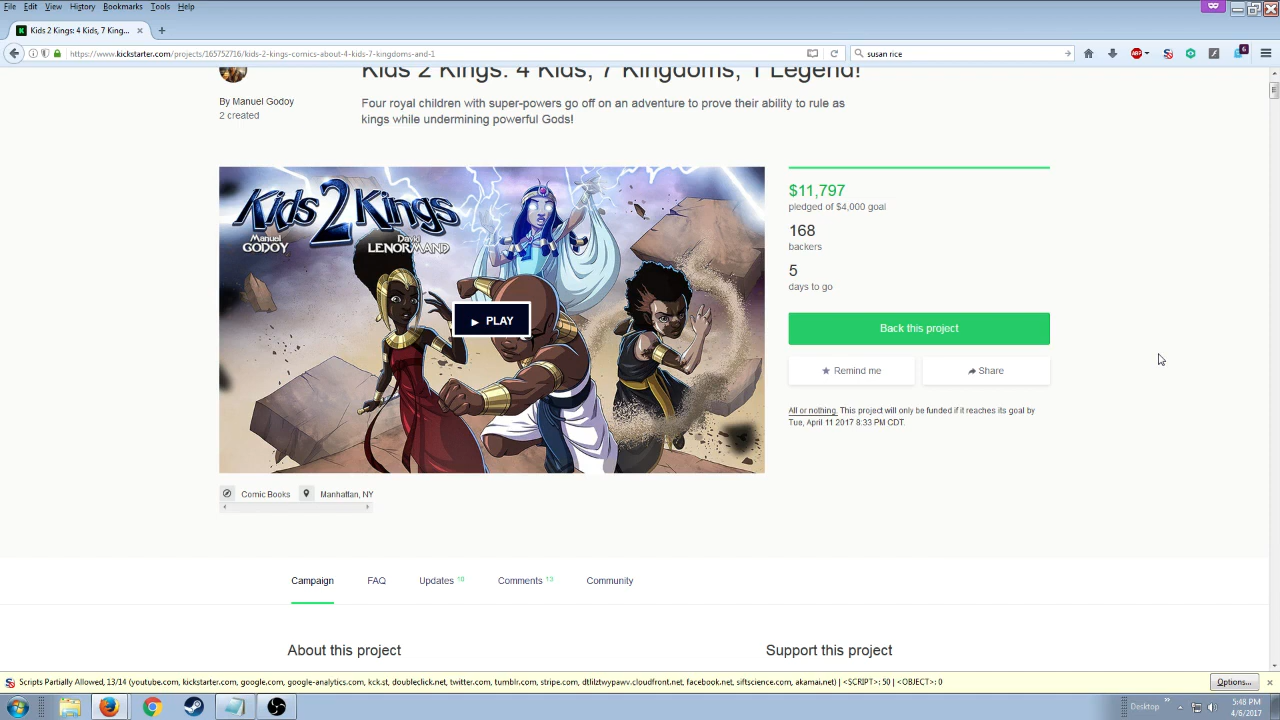 File Edit View History Bookmarks Tools Help
Kids 2 Kings: 4 Kids, 7 King...
https://www.kickstarter.com/projects/165752716/kids-2-kings-comics-about-4-kids-7-kingdoms-and-1
susan rice
ABP
Kids 2 Kings: 4 Kids, 7 Kingdoms, 1 Legend!
By Manuel Godoy
2 created
Four royal children with super-powers go off on an adventure to prove their ability to rule as
kings while undermining powerful Gods!
Kids 2 Kings
Manuel GODOY
David LENORMAND
PLAY
$11,797
pledged of $4,000 goal
168
backers
5
days to go
Back this project
Remind me
Share
All or nothing. This project will only be funded if it reaches its goal by
Tue, April 11 2017 8:33 PM CDT.
Comic Books Manhattan, NY
Campaign FAQ Updates Comments 13 Community
About this project
Support this project
Scripts Partially Allowed, 13/14 (youtube.com, kickstarter.com, google.com, google-analytics.com, kck.st, doubleclick.net, twitter.com, tumblr.com, stripe.com, dtlilztwypawv.cloudfront.net, facebook.net, siftscience.com, akamai.net) | <SCRIPT>: 50 | <OBJECT>: 0
Options...
Desktop
5:48 PM
4/6/2017